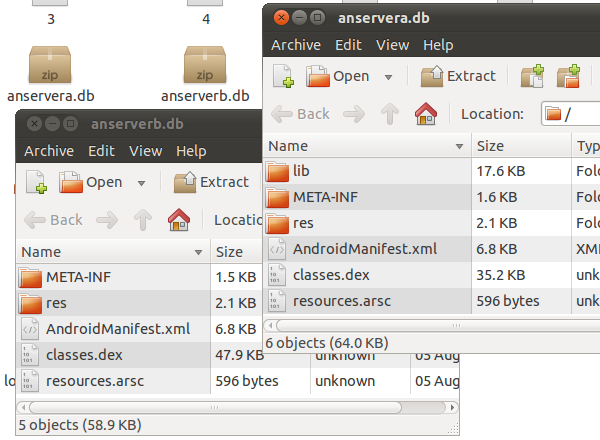 3
4
anservera.db
anserverb.db
anservera.db
Archive Edit View Help
Open Extract
Back Location: /
Name Size Typ
lib 17.6 KB Fold
META-INF 1.6 KB Fold
res 2.1 KB Fold
AndroidManifest.xml 6.8 KB XM
classes.dex 35.2 KB unk
resources.arsc 596 bytes unk
6 objects (64.0 KB)
anserverb.db
Archive Edit View Help
Open Extract
Back Locatio
Name Size
META-INF 1.5 KB
res 2.1 KB
AndroidManifest.xml 6.8 KB
classes.dex 47.9 KB unknown 05 Aug
lo
resources.arsc 596 bytes unknown 05 Aug
5 objects (58.9 KB)